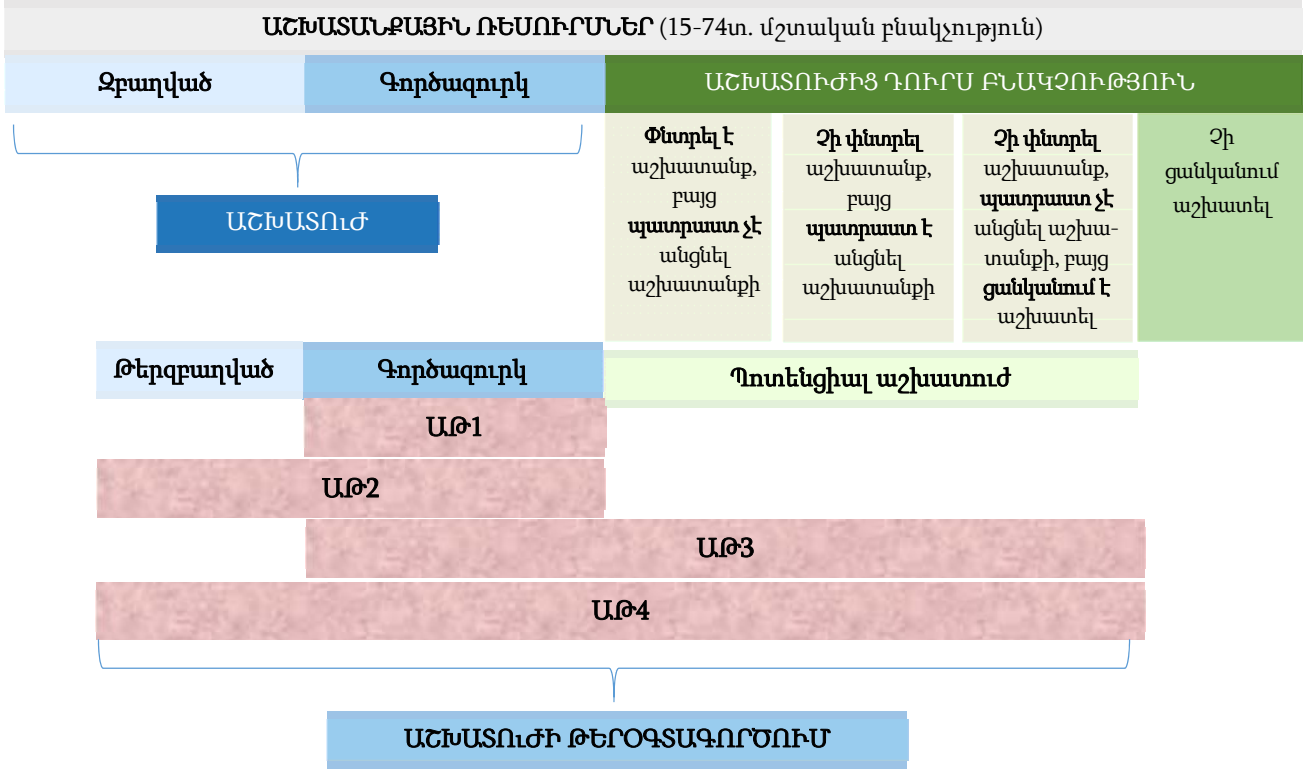 ԱՇԽԱՏԱՆՔԱՅԻՆ ՌԵՍՈՒՐՍՆԵՐ (15-74տ. մշտական բնակչություն)
Զբաղված
Գործազուրկ
ԱՇԽԱՏՈՒԺԻՑ ԴՈՒՐՍ ԲՆԱԿՉՈՒԹՅՈՒՆ
ԱՇԽԱՏՈւԺ
Փնտրել է
աշխատանք,
բայց
պատրաստ չէ
անցնել
աշխատանքի
Չի փնտրել
աշխատանք,
բայց
պատրաստ է
անցնել
աշխատանքի
Չի փնտրել
աշխատանք,
պատրաստ չէ
անցնել աշխա-
տանքի, բայց
ցանկանում է
աշխատել
Չի
ցանկանում
աշխատել
Թերզբաղված
Գործազուրկ
Պոտենցիալ աշխատուժ
ԱԹ1
ԱԹ2
ԱԹ3
ԱԹ4
ԱՇԽԱՏՈւԺԻ ԹԵՐՕԳՏԱԳՈՐԾՈՒՄ